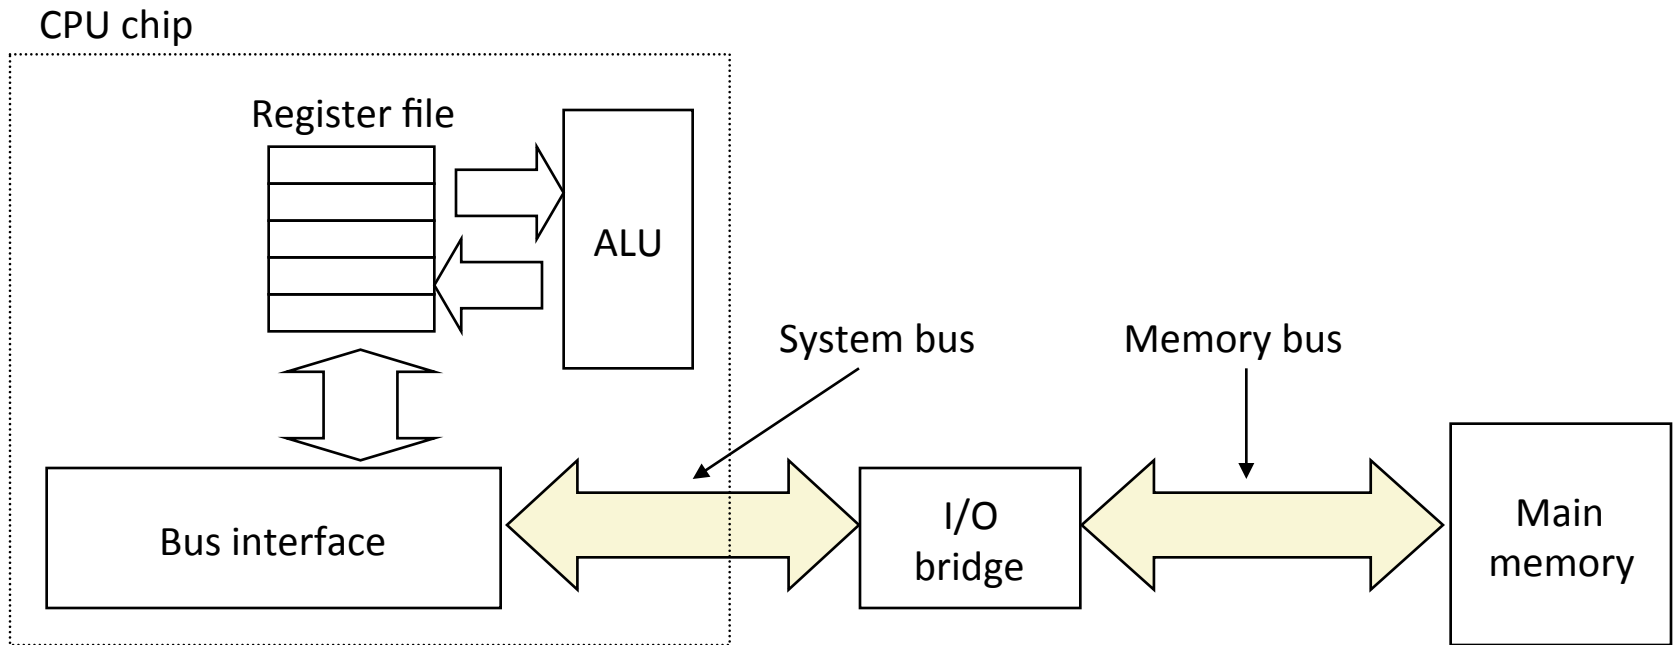 CPU chip
Register file
ALU
System bus
Memory bus
Bus interface
I/O
bridge
Main
memory